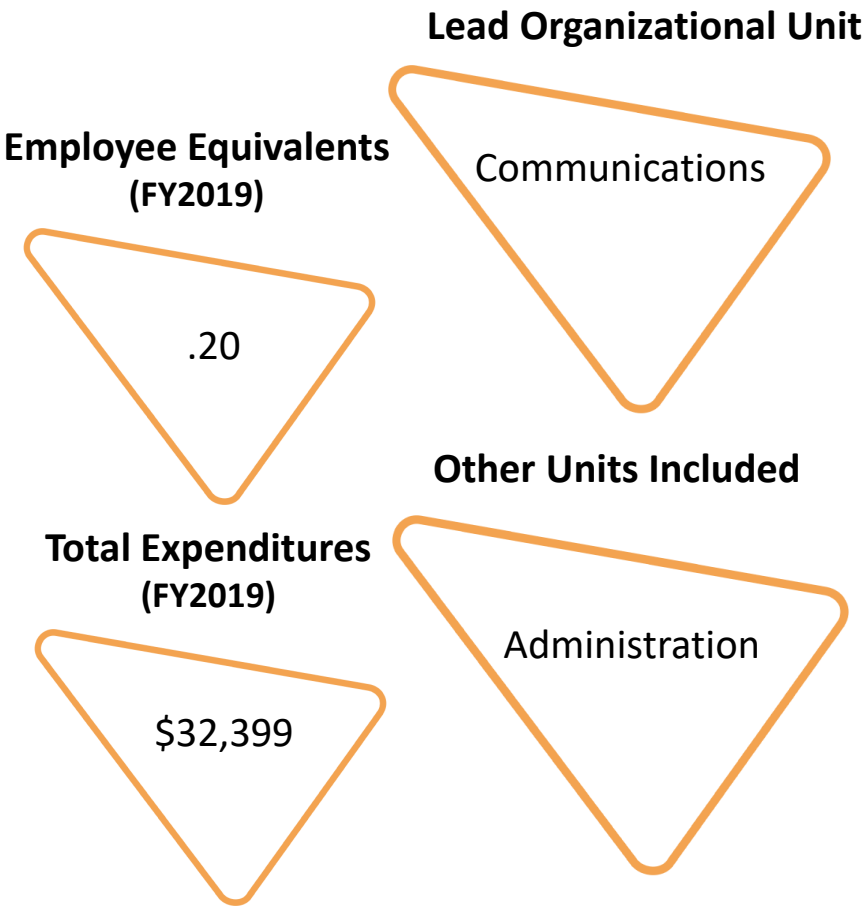 Lead Organizational Unit
Communications
Employee Equivalents
(FY2019)
.20
Other Units Included
Administration
Total Expenditures
(FY2019)
$32,399